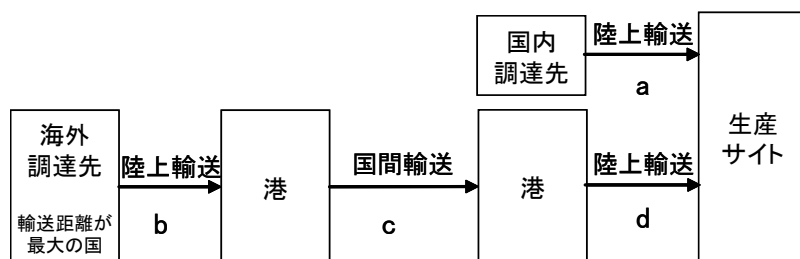 国内
調達先
陸上輸送
a
生産
サイト
海外
調達先
輸送距離が
最大の国
陸上輸送
b
港
国間輸送
c
港
陸上輸送
d